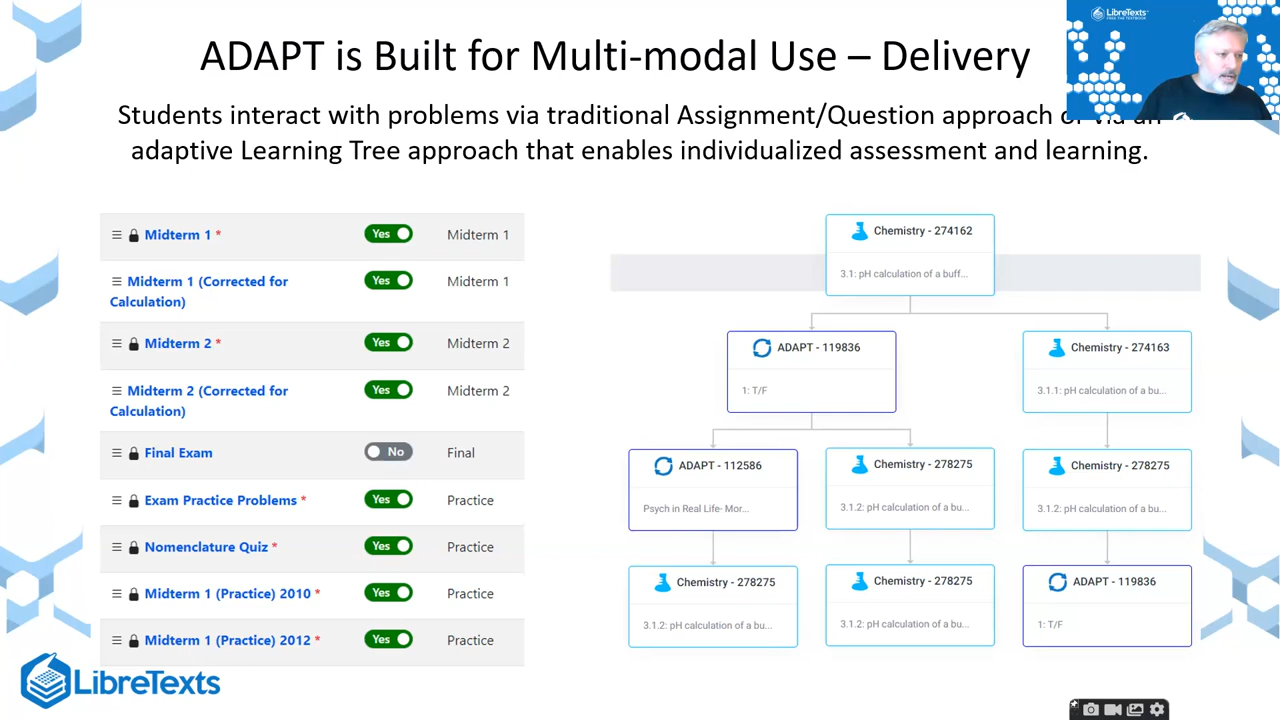 ADAPT is Built for Multi-modal Use – Delivery
LibreTexts
FREE THE TEXTBOOK
Students interact with problems via traditional Assignment/Question approach or via an
adaptive Learning Tree approach that enables individualized assessment and learning.
Midterm 1 * Yes Midterm 1
Midterm 1 (Corrected for
Calculation) Yes Midterm 1
Midterm 2 * Yes Midterm 2
Midterm 2 (Corrected for
Calculation) Yes Midterm 2
Final Exam No Final
Exam Practice Problems * Yes Practice
Nomenclature Quiz * Yes Practice
Midterm 1 (Practice) 2010 * Yes Practice
Midterm 1 (Practice) 2012 * Yes Practice
Chemistry - 274162
3.1: pH calculation of a buff...
ADAPT - 119836
1: T/F
Chemistry - 274163
3.1.1: pH calculation of a bu...
ADAPT - 112586
Psych in Real Life- Mor...
Chemistry - 278275
3.1.2: pH calculation of a bu...
Chemistry - 278275
3.1.2: pH calculation of a bu...
Chemistry - 278275
3.1.2: pH calculation of a bu...
Chemistry - 278275
3.1.2: pH calculation of a bu...
ADAPT - 119836
1: T/F
LibreTexts